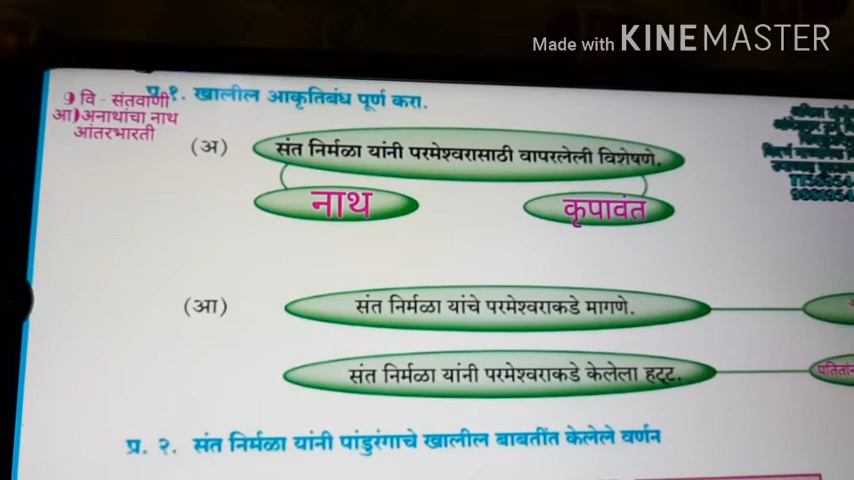 Made with KINEMASTER
9 वि - संतवाणी
आ) अनाथांचा नाथ
आंतरभारती
प्र.१. खालील आकृतिबंध पूर्ण करा.
(अ) संत निर्मळा यांनी परमेश्वरासाठी वापरलेली विशेषणे.
नाथ कृपावंत
(आ) संत निर्मळा यांचे परमेश्वराकडे मागणे.
संत निर्मळा यांनी परमेश्वराकडे केलेला हट्ट.
प्र. २. संत निर्मळा यांनी पांडुरंगाचे खालील बाबतींत केलेले वर्णन